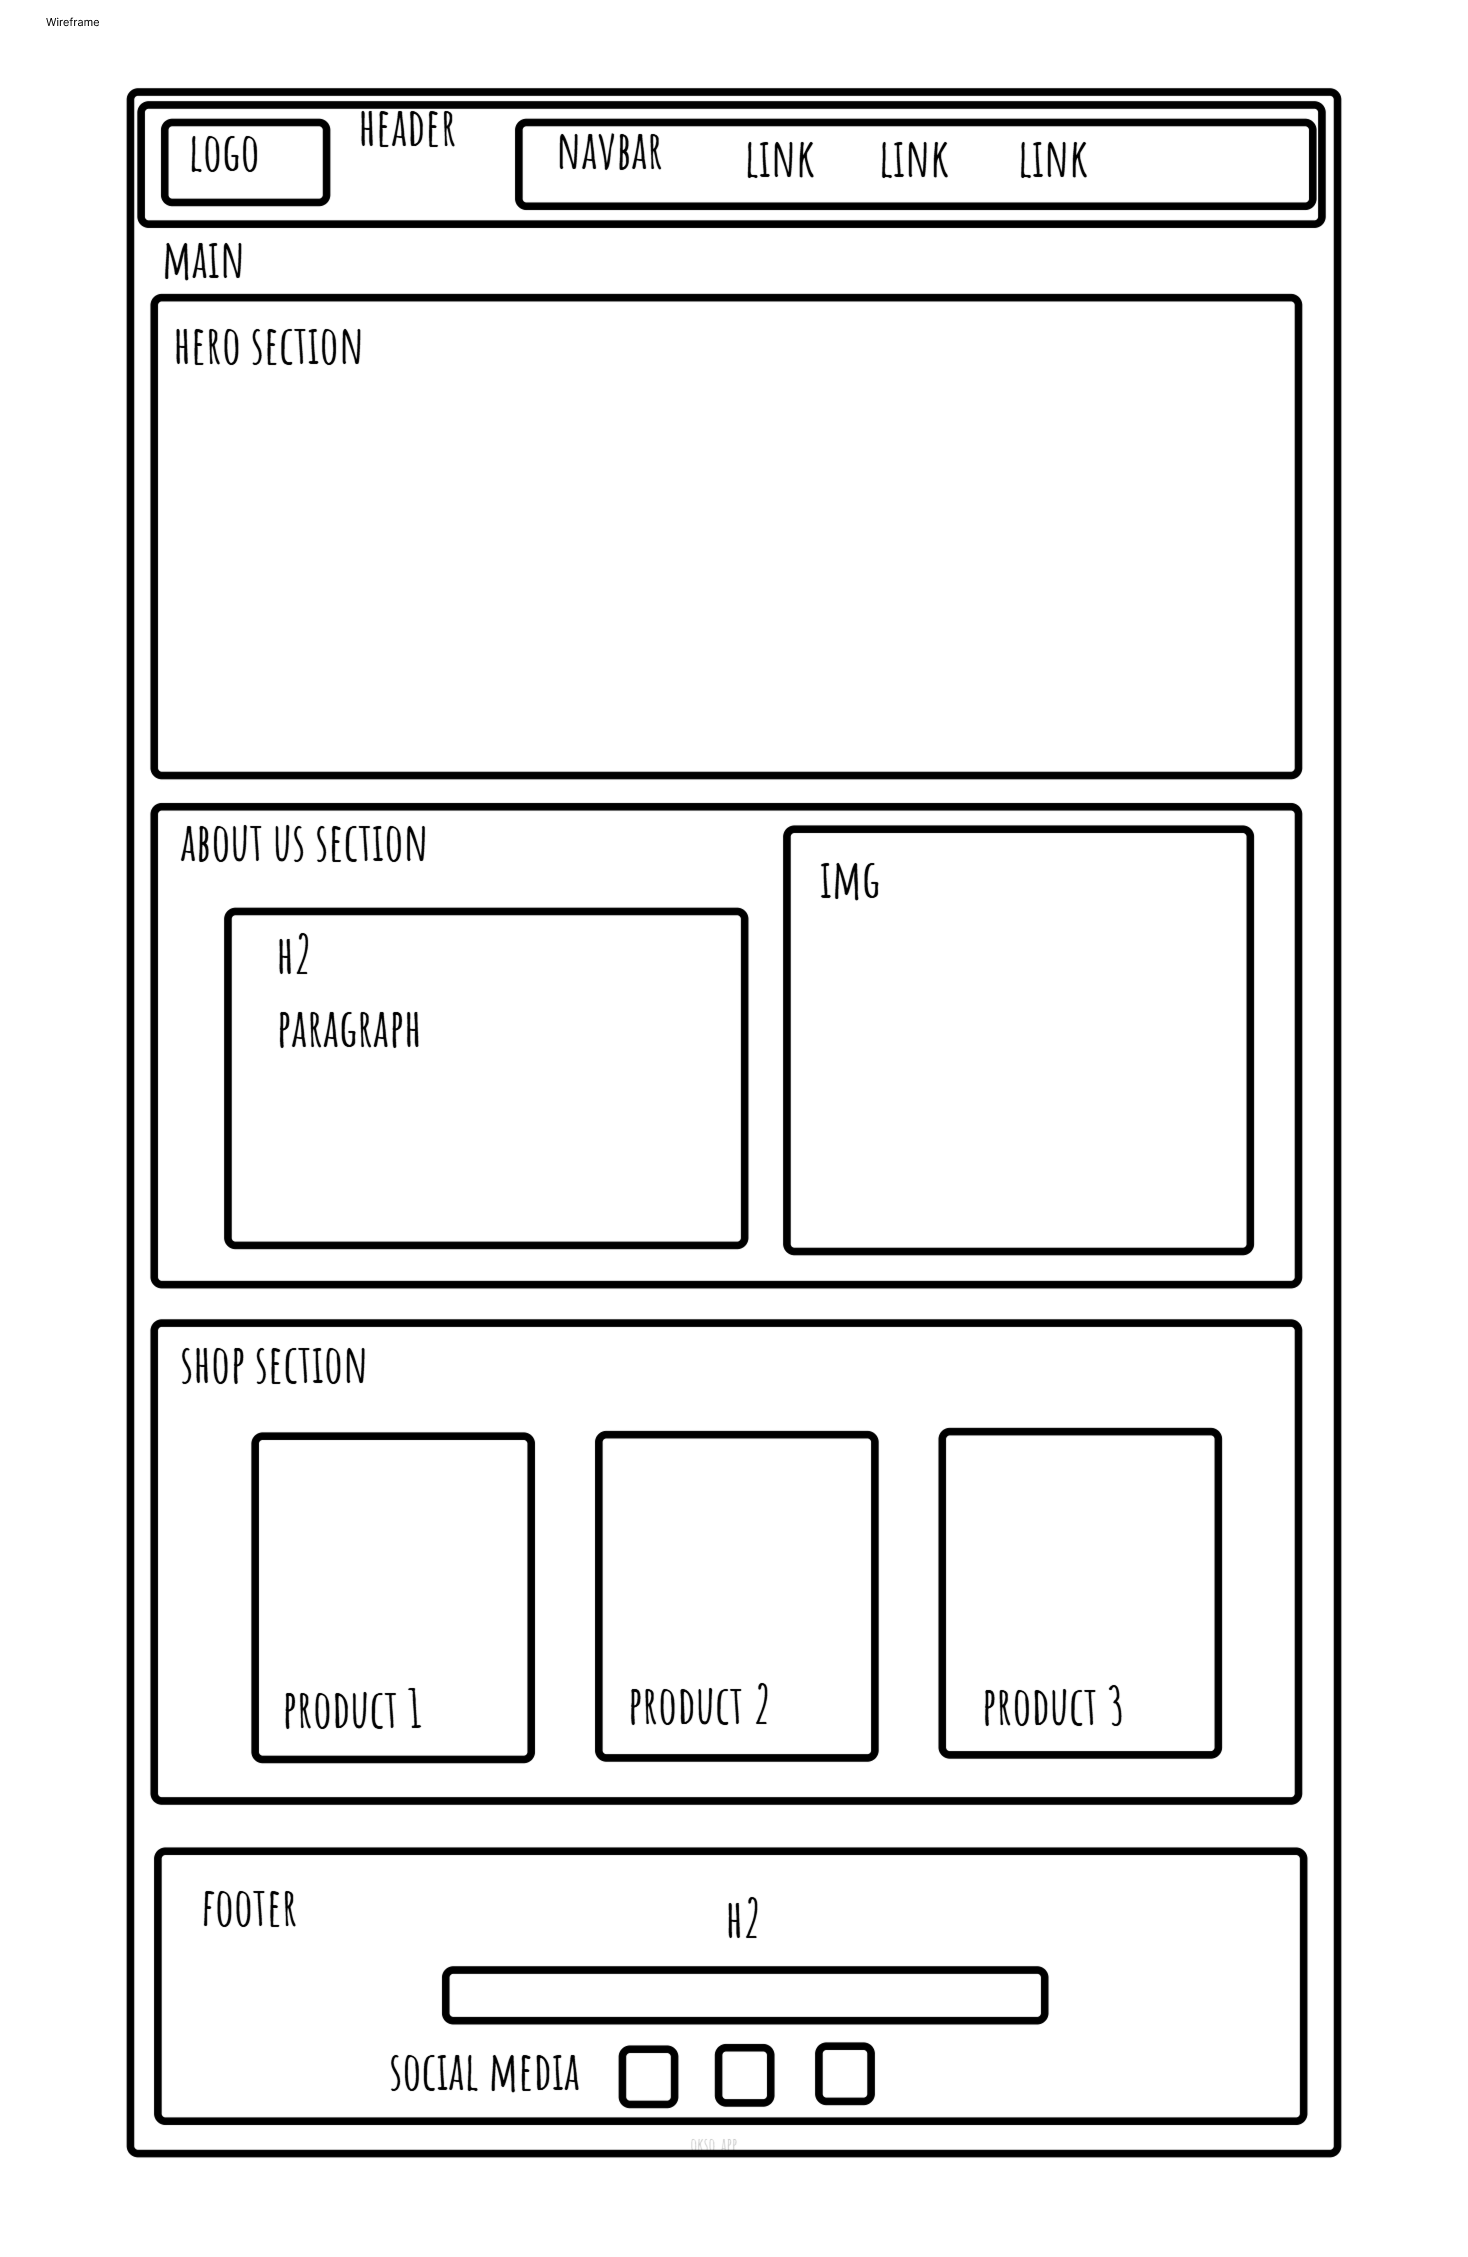 Wireframe
LOGO
HEADER
NAVBAR
LINK
LINK
LINK
MAIN
HERO SECTION
ABOUT US SECTION
IMG
H2
PARAGRAPH
SHOP SECTION
PRODUCT 1
PRODUCT 2
PRODUCT 3
FOOTER
H2
SOCIAL MEDIA
OKSO.APP